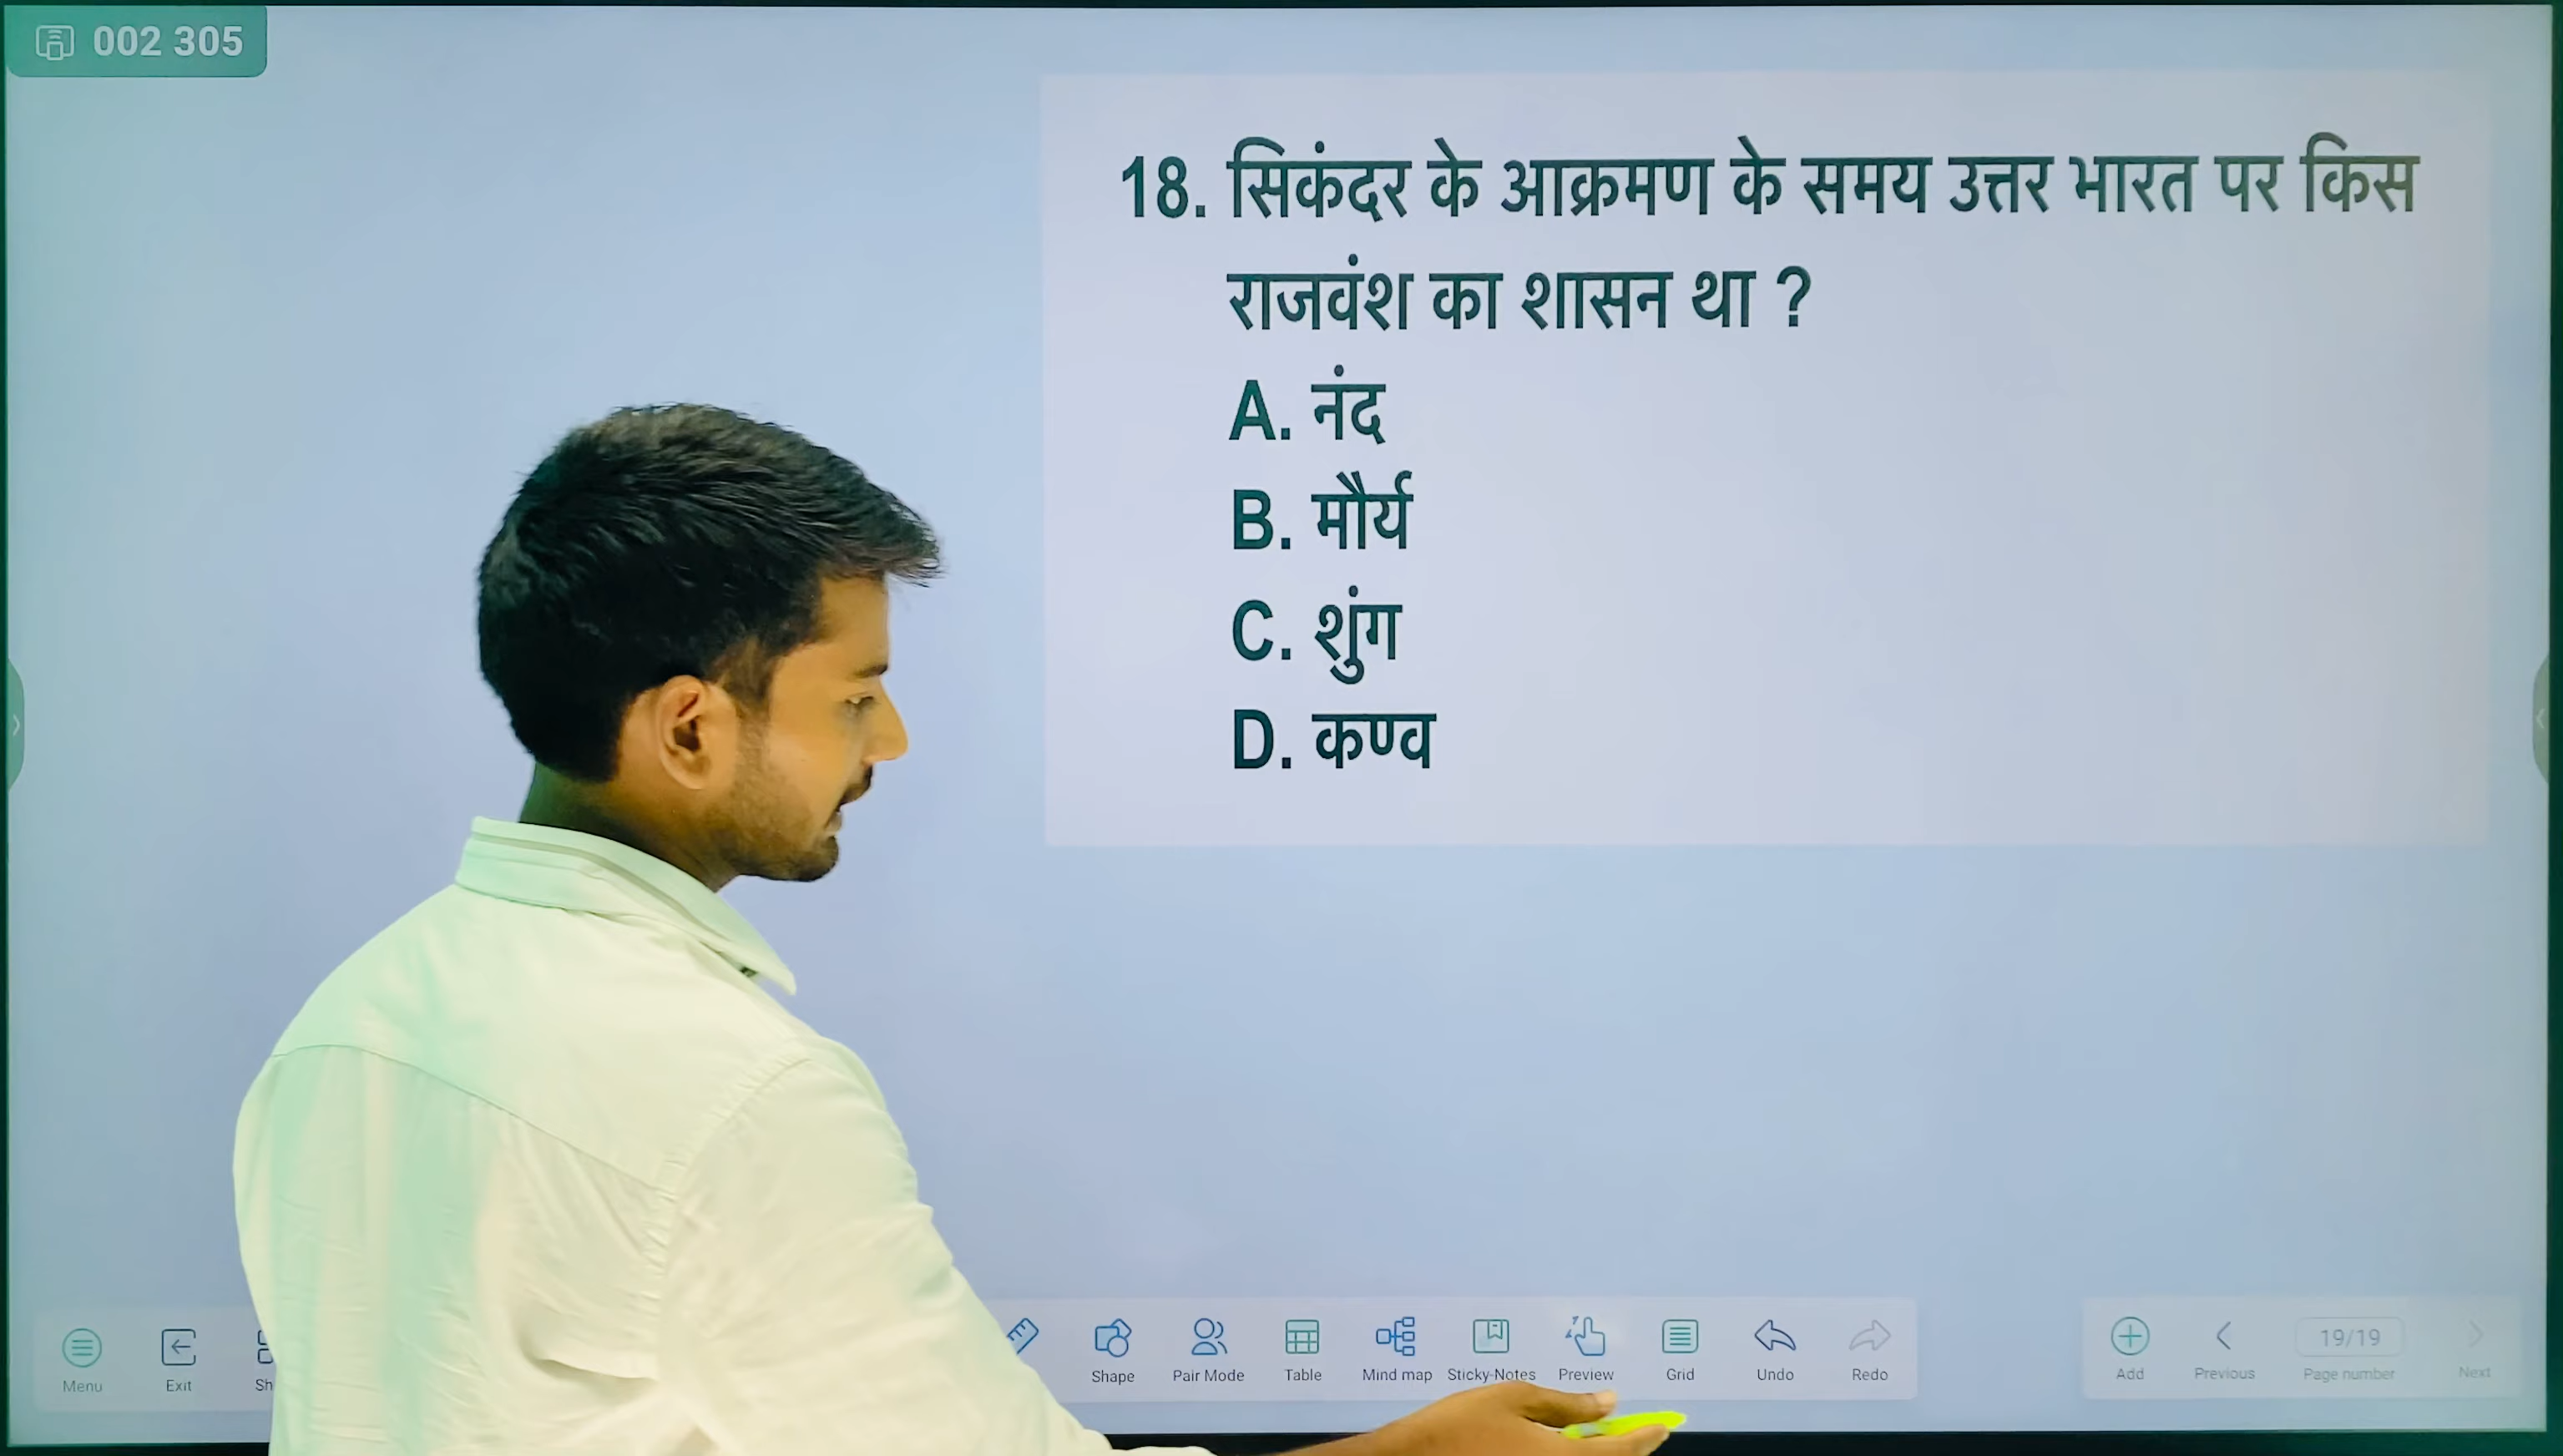 002 305
18. सिकंदर के आक्रमण के समय उत्तर भारत पर किस
राजवंश का शासन था ?
A. नंद
B. मौर्य
C. शुंग
D. कण्व
Menu Exit Sh Shape Pair Mode Table Mind map Sticky-Notes Preview Grid Undo Redo Add Previous 19/19 Page number Next